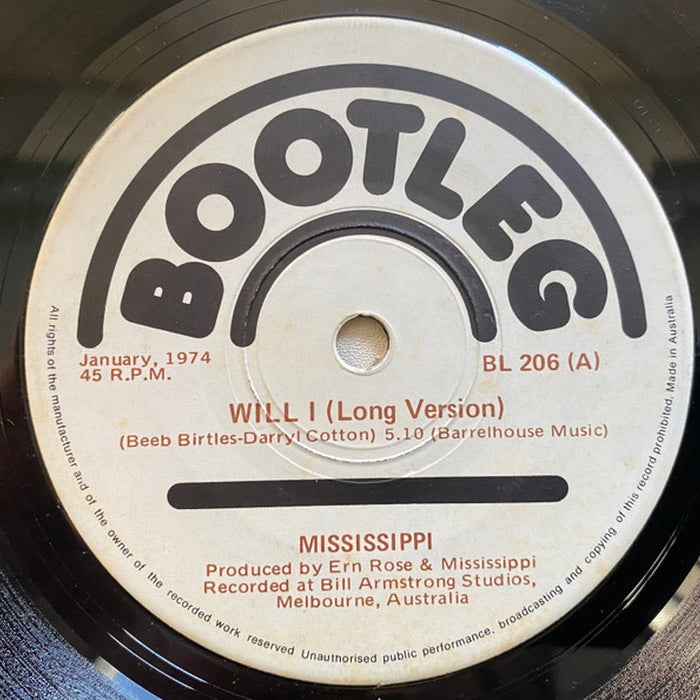 BOOTLEG
January, 1974
45 R.P.M.
BL 206 (A)
WILL I (Long Version)
(Beeb Birtles-Darryl Cotton) 5.10 (Barrelhouse Music)
MISSISSIPPI
Produced by Ern Rose & Mississippi
Recorded at Bill Armstrong Studios,
Melbourne, Australia
All rights of the manufacturer and of the owner of the recorded work reserved Unauthorised public performance, broadcasting and copying of this record prohibited. Made in Australia